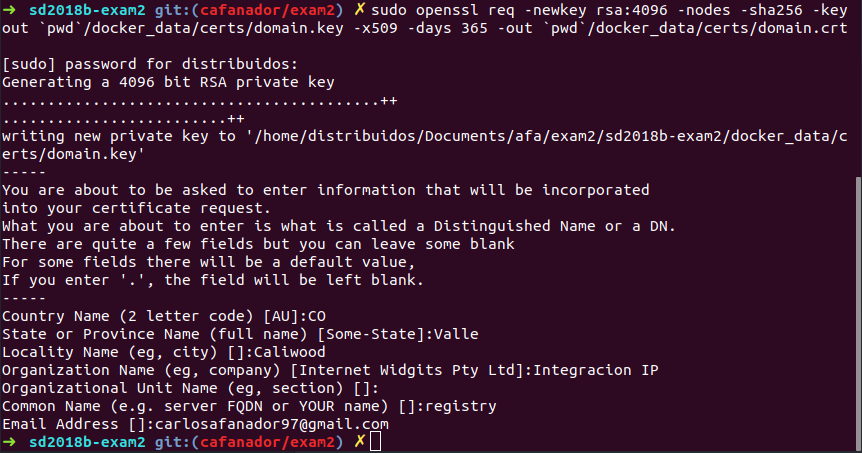 ➜ sd2018b-exam2 git:(cafanador/exam2) ✗ sudo openssl req -newkey rsa:4096 -nodes -sha256 -key
out `pwd`/docker_data/certs/domain.key -x509 -days 365 -out `pwd`/docker_data/certs/domain.crt
[sudo] password for distribuidos:
Generating a 4096 bit RSA private key
..........................................++
.........................++
writing new private key to '/home/distribuidos/Documents/afa/exam2/sd2018b-exam2/docker_data/c
erts/domain.key'
-----
You are about to be asked to enter information that will be incorporated
into your certificate request.
What you are about to enter is what is called a Distinguished Name or a DN.
There are quite a few fields but you can leave some blank
For some fields there will be a default value,
If you enter '.', the field will be left blank.
-----
Country Name (2 letter code) [AU]:CO
State or Province Name (full name) [Some-State]:Valle
Locality Name (eg, city) []:Caliwood
Organization Name (eg, company) [Internet Widgits Pty Ltd]:Integracion IP
Organizational Unit Name (eg, section) []:
Common Name (e.g. server FQDN or YOUR name) []:registry
Email Address []:carlosafanador97@gmail.com
➜ sd2018b-exam2 git:(cafanador/exam2) ✗